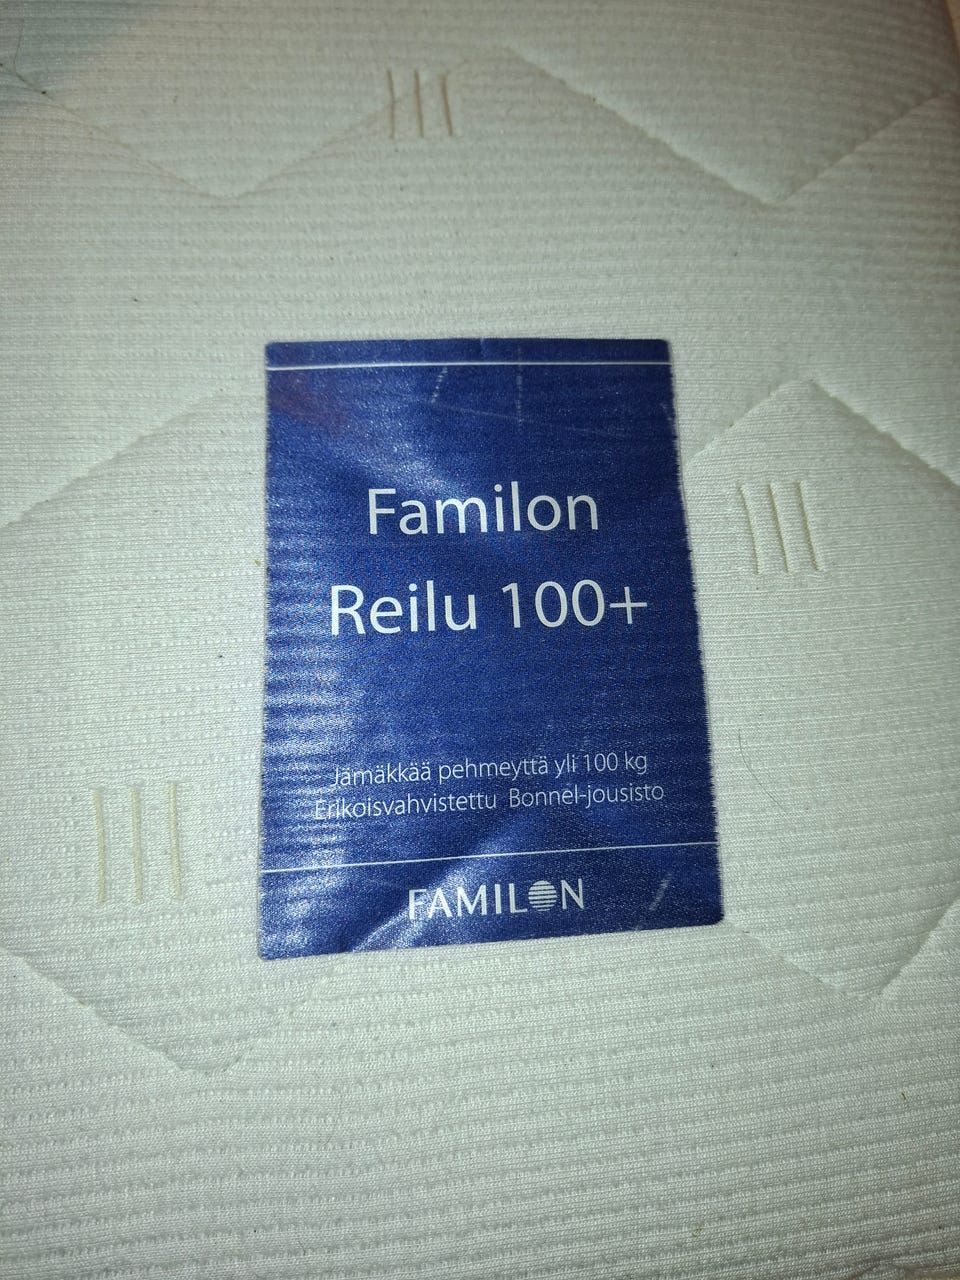 Familon
Reilu 100+
Jämäkkää pehmeyttä yli 100 kg
Erikoisvahvistettu Bonnel-jousisto
FAMILON